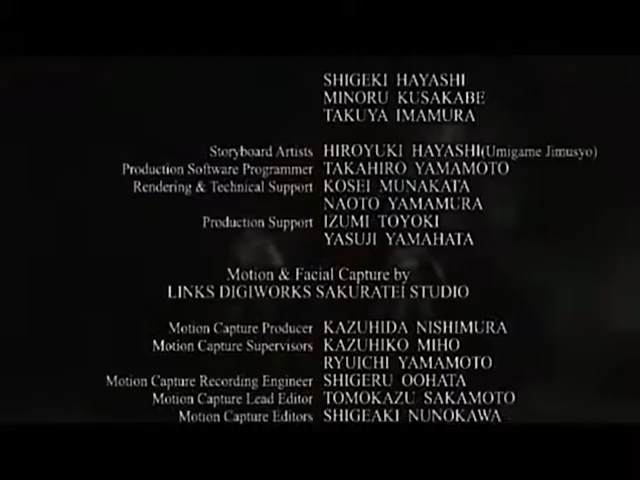 SHIGEKI HAYASHI
MINORU KUSAKABE
TAKUYA IMAMURA
Storyboard Artists HIROYUKI HAYASHI(Umigame Jimusyo)
Production Software Programmer TAKAHIRO YAMAMOTO
Rendering & Technical Support KOSEI MUNAKATA
NAOTO YAMAMURA
Production Support IZUMI TOYOKI
YASUJI YAMAHATA
Motion & Facial Capture by
LINKS DIGIWORKS SAKURATEI STUDIO
Motion Capture Producer KAZUHIDA NISHIMURA
Motion Capture Supervisors KAZUHIKO MIHO
RYUICHI YAMAMOTO
Motion Capture Recording Engineer SHIGERU OOHATA
Motion Capture Lead Editor TOMOKAZU SAKAMOTO
Motion Capture Editors SHIGEAKI NUNOKAWA